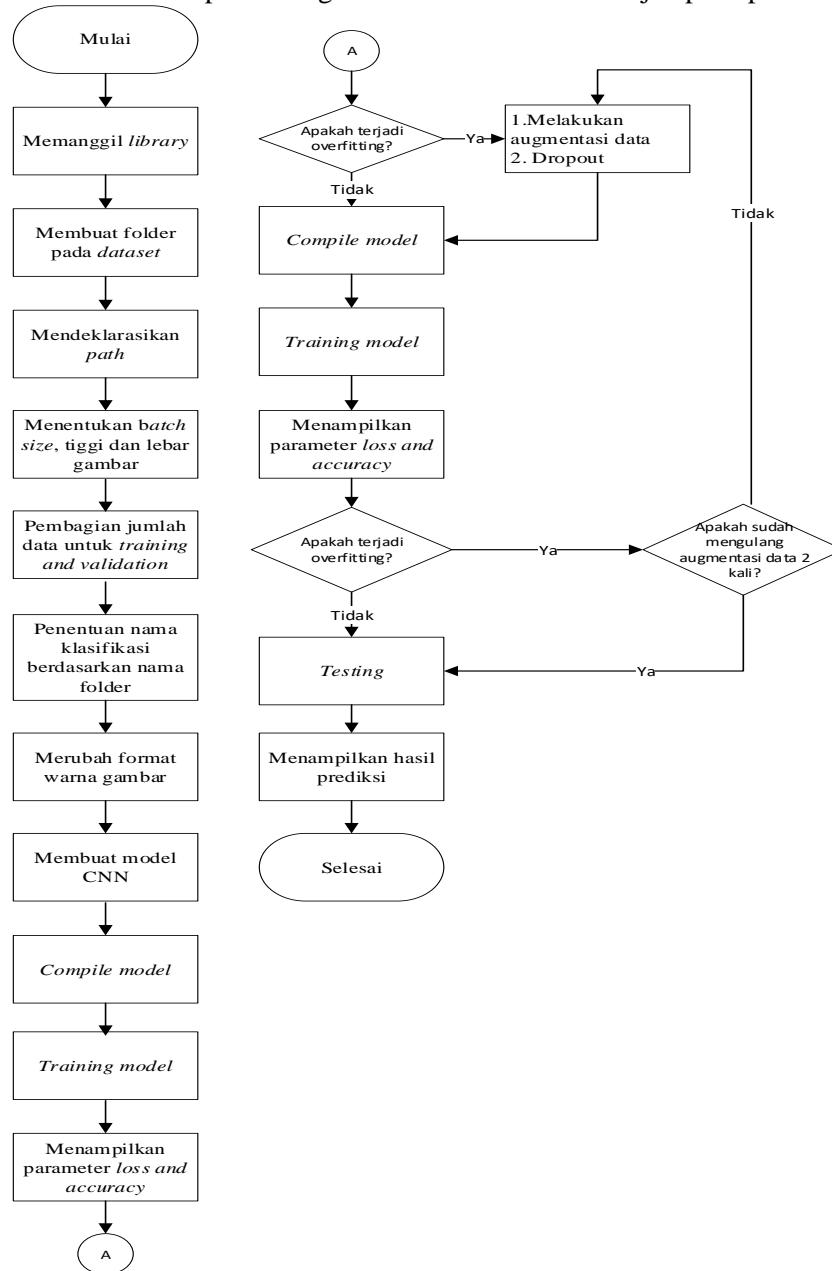 Mulai
Memanggil library
Membuat folder
pada dataset
Mendeklarasikan
path
Menentukan batch
size, tiggi dan lebar
gambar
Pembagian jumlah
data untuk training
and validation
Penentuan nama
klasifikasi
berdasarkan nama
folder
Merubah format
warna gambar
Membuat model
CNN
Compile model
Training model
Menampilkan
parameter loss and
accuracy
A
A
Apakah terjadi
overfitting?
Ya
1.Melakukan
augmentasi data
2. Dropout
Tidak
Compile model
Training model
Menampilkan
parameter loss and
accuracy
Apakah terjadi
overfitting?
Ya
Apakah sudah
mengulang
augmentasi data 2
kali?
Tidak
Tidak
Ya
Testing
Menampilkan hasil
prediksi
Selesai